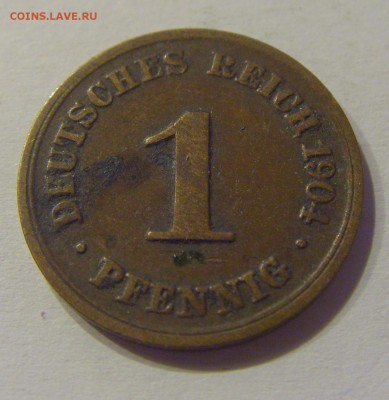 COINS.LAVE.RU
DEUTSCHES REICH 1904
1
• PFENNIG •